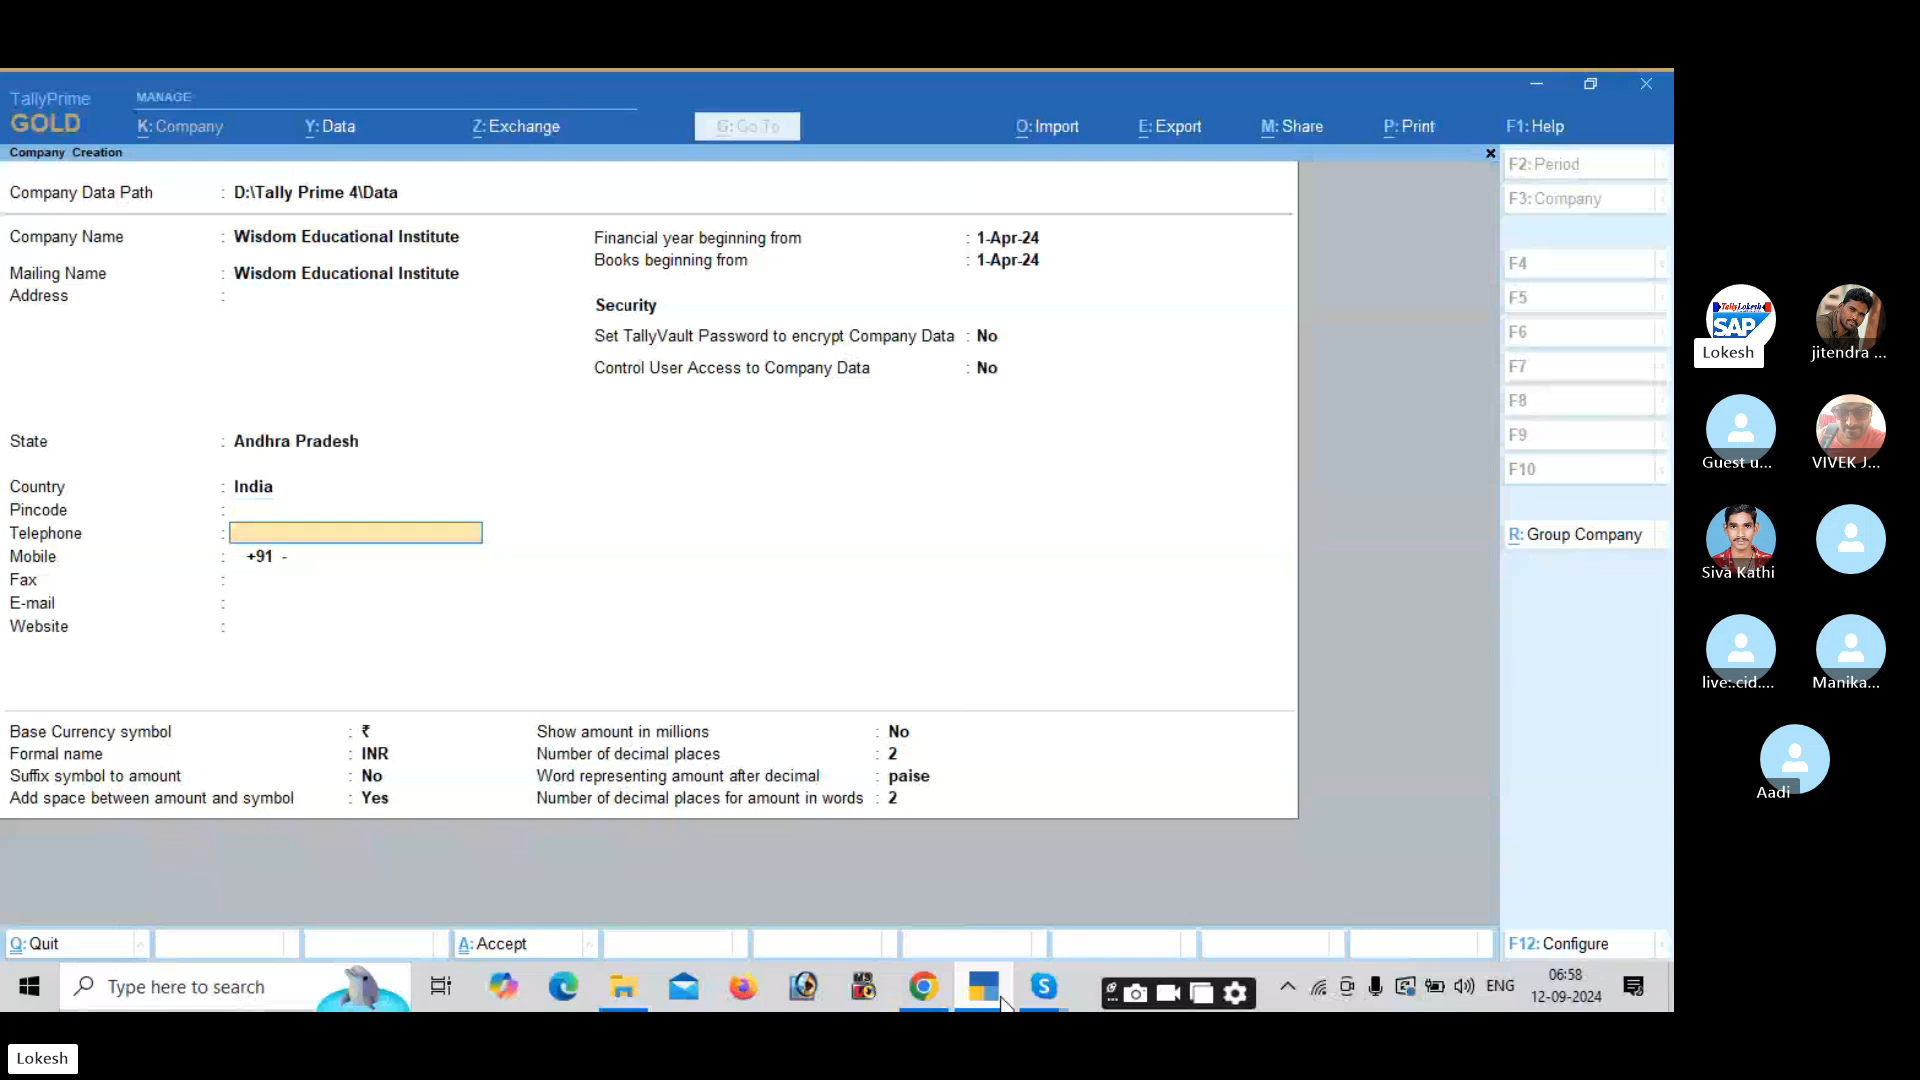 TallyPrime
GOLD
MANAGE
K: Company
Y: Data
Z: Exchange
G: Go To
O: Import
E: Export
M: Share
P: Print
F1: Help
Company Creation
Company Data Path : D:\Tally Prime 4\Data
Company Name : Wisdom Educational Institute
Mailing Name : Wisdom Educational Institute
Address :
State : Andhra Pradesh
Country : India
Pincode :
Telephone :
Mobile : +91 -
Fax :
E-mail :
Website :
Financial year beginning from : 1-Apr-24
Books beginning from : 1-Apr-24
Security
Set TallyVault Password to encrypt Company Data : No
Control User Access to Company Data : No
Base Currency symbol : ₹
Formal name : INR
Suffix symbol to amount : No
Add space between amount and symbol : Yes
Show amount in millions : No
Number of decimal places : 2
Word representing amount after decimal : paise
Number of decimal places for amount in words : 2
F2: Period
F3: Company
F4
F5
F6
F7
F8
F9
F10
R: Group Company
F12: Configure
Q: Quit
A: Accept
Type here to search
ENG
06:58
12-09-2024
TallyLokesh
SAP
Lokesh
jitendra ...
Guest u...
VIVEK J...
Siva Kathi
live:.cid....
Manika...
Aadi
Lokesh